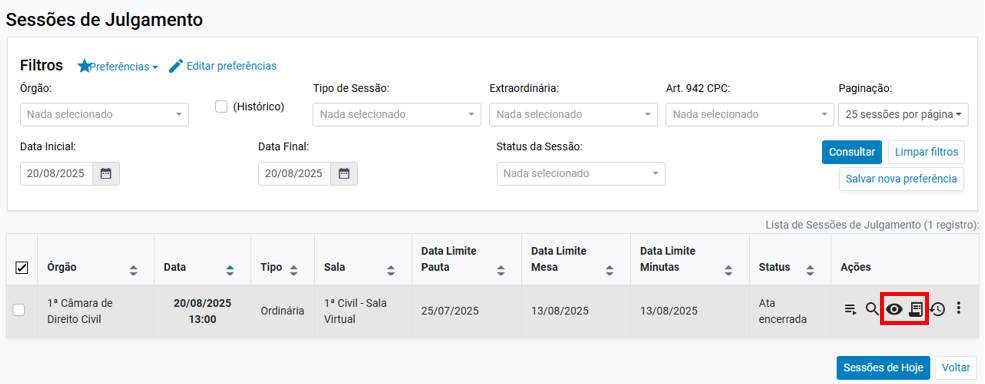 Sessões de Julgamento
Filtros Preferências Editar preferências
Órgão: (Histórico) Tipo de Sessão: Extraordinária: Art. 942 CPC: Paginação:
Nada selecionado Nada selecionado Nada selecionado Nada selecionado 25 sessões por página
Data Inicial: Data Final: Status da Sessão:
20/08/2025 20/08/2025 Nada selecionado Consultar Limpar filtros
Salvar nova preferência
Lista de Sessões de Julgamento (1 registro):
Órgão Data Tipo Sala Data Limite Pauta Data Limite Mesa Data Limite Minutas Status Ações
1ª Câmara de Direito Civil 20/08/2025 13:00 Ordinária 1ª Civil - Sala Virtual 25/07/2025 13/08/2025 13/08/2025 Ata encerrada
Sessões de Hoje Voltar